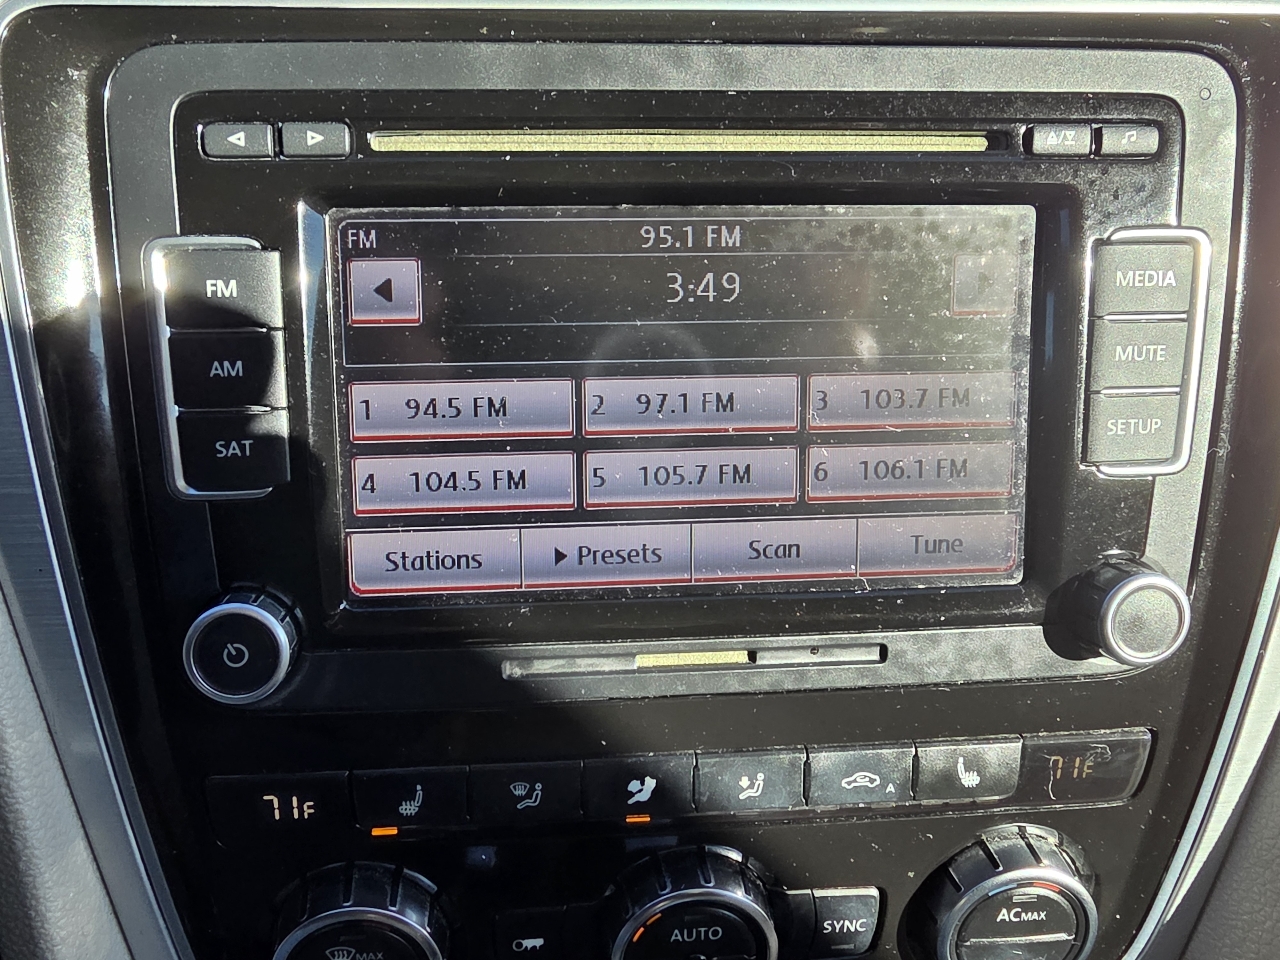 FM 95.1 FM
3:49
FM
AM
SAT
MEDIA
MUTE
SETUP
1 94.5 FM
2 97.1 FM
3 103.7 FM
4 104.5 FM
5 105.7 FM
6 106.1 FM
Stations Presets Scan Tune
71F
A
71F
MAX
AUTO
SYNC
ACMAX